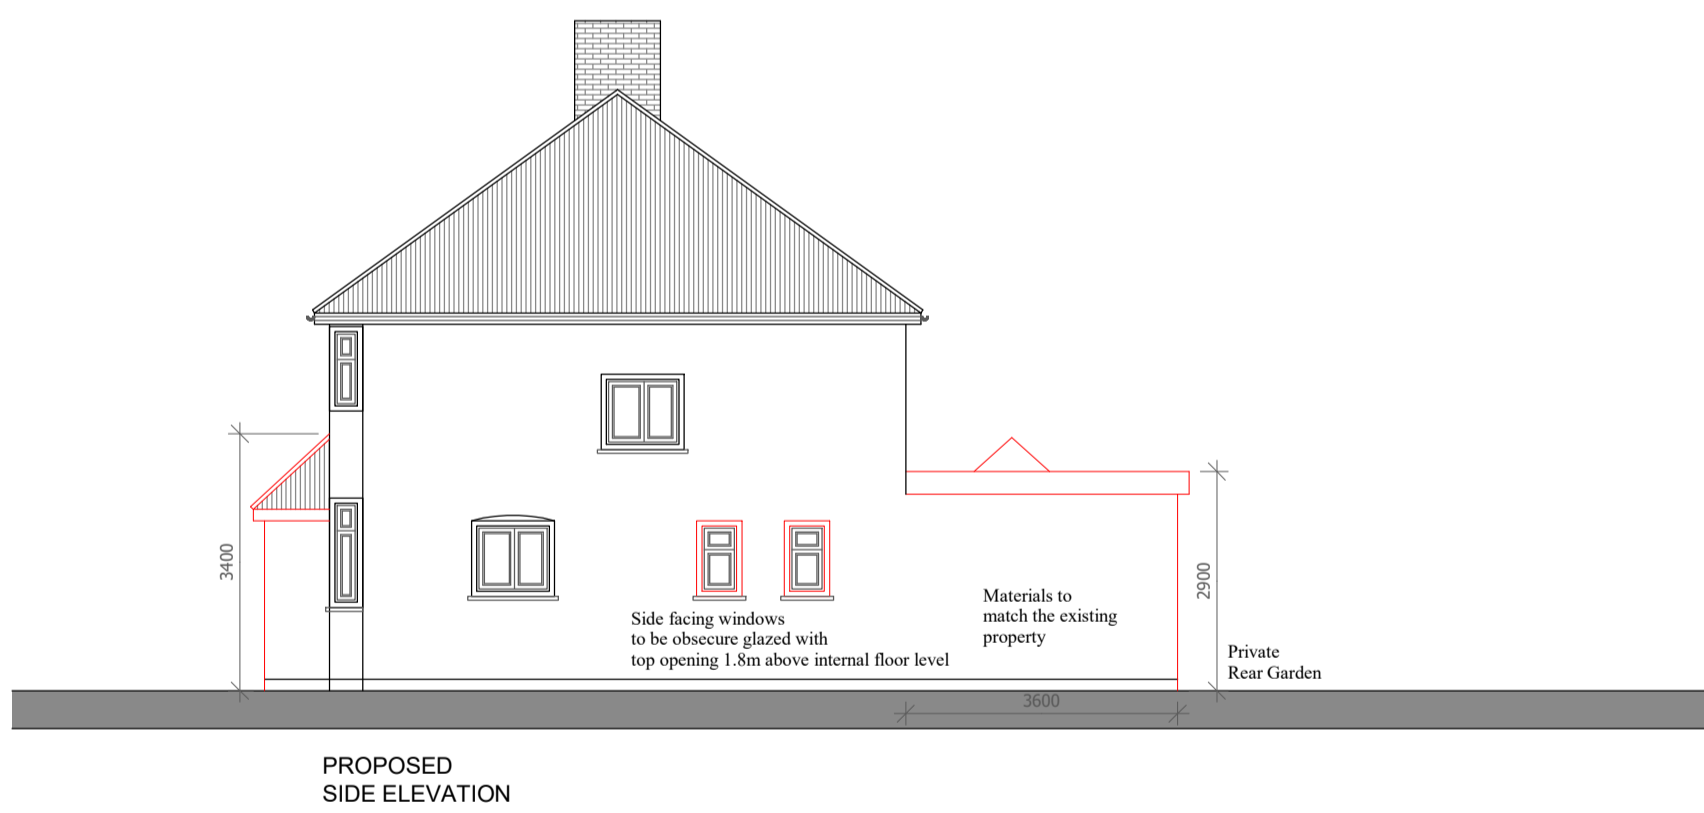 3400
Side facing windows
to be obsecure glazed with
top opening 1.8m above internal floor level
Materials to
match the existing
property
2900
Private
Rear Garden
3600
PROPOSED
SIDE ELEVATION